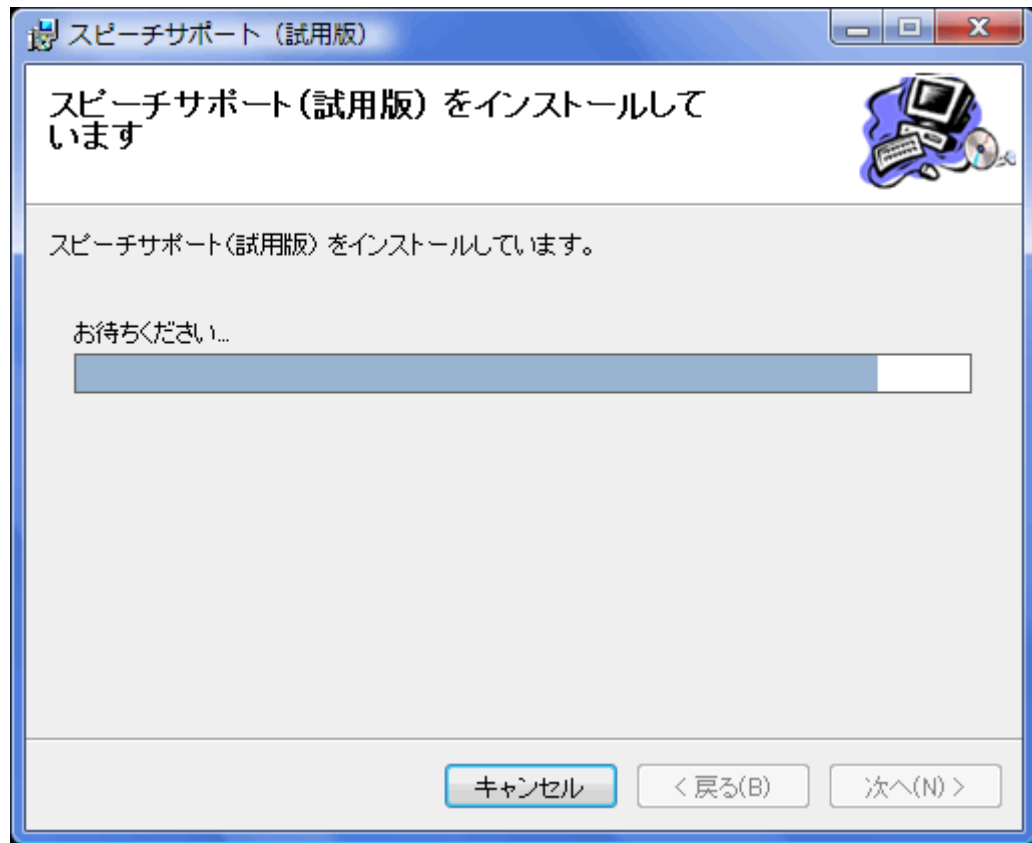 スピーチサポート（試用版）
スピーチサポート（試用版） をインストールして
います
スピーチサポート（試用版） をインストールしています。
お待ちください...
キャンセル
< 戻る(B)
次へ(N) >